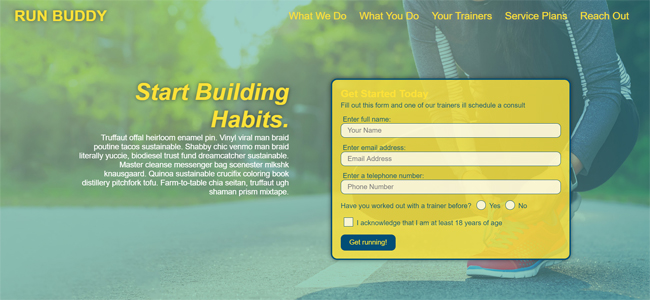 RUN BUDDY
What We Do What You Do Your Trainers Service Plans Reach Out
Start Building
Habits.
Truffaut offal heirloom enamel pin. Vinyl viral man braid
poutine tacos sustainable. Shabby chic venmo man braid
literally yuccie, biodiesel trust fund dreamcatcher sustainable.
Master cleanse messenger bag scenester mlkshk
knausgaard. Quinoa sustainable crucifix coloring book
distillery pitchfork tofu. Farm-to-table chia seitan, truffaut ugh
shaman prism mixtape.
Get Started Today
Fill out this form and one of our trainers ill schedule a consult
Enter full name:
Your Name
Enter email address:
Email Address
Enter a telephone number:
Phone Number
Have you worked out with a trainer before? Yes No
I acknowledge that I am at least 18 years of age
Get running!